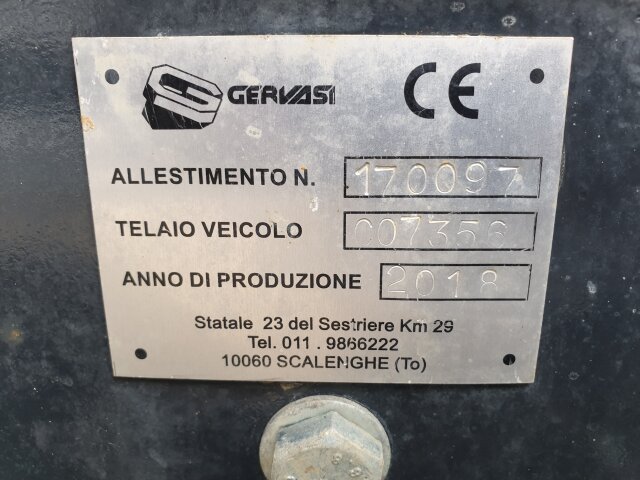 GERVASI CE
ALLESTIMENTO N. 170097
TELAIO VEICOLO 007356
ANNO DI PRODUZIONE 2018
Statale 23 del Sestriere Km 29
Tel. 011 . 9866222
10060 SCALENGHE (To)